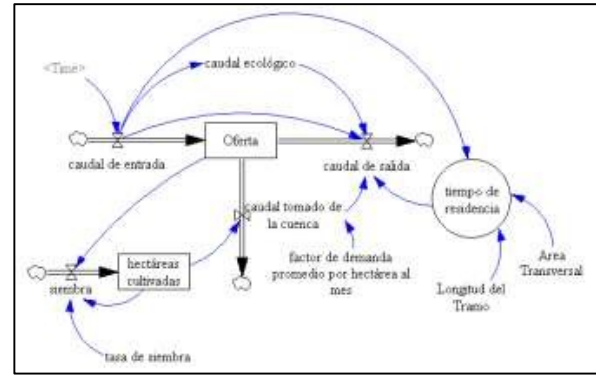 <Time>
caudal ecológico
Oferta
caudal de entrada
caudal de salida
tiempo de
residencia
caudal tomado de
la cuenca
factor de demanda
promedio por hectárea al
mes
Area
Transversal
Longitud del
Tramo
hectáreas
cultivadas
siembra
tasa de siembra